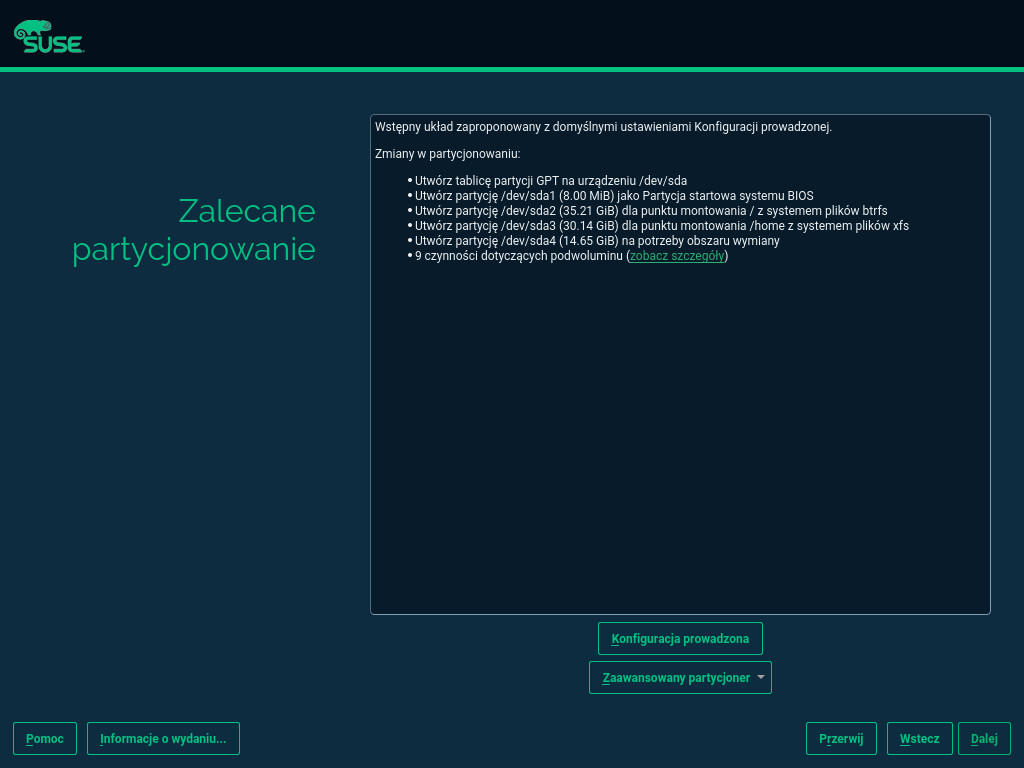 SUSE
Wstępny układ zaproponowany z domyślnymi ustawieniami Konfiguracji prowadzonej.
Zmiany w partycjonowaniu:
• Utwórz tablicę partycji GPT na urządzeniu /dev/sda
• Utwórz partycję /dev/sda1 (8.00 MiB) jako Partycja startowa systemu BIOS
• Utwórz partycję /dev/sda2 (35.21 GiB) dla punktu montowania / z systemem plików btrfs
• Utwórz partycję /dev/sda3 (30.14 GiB) dla punktu montowania /home z systemem plików xfs
• Utwórz partycję /dev/sda4 (14.65 GiB) na potrzeby obszaru wymiany
• 9 czynności dotyczących podwoluminu (zobacz szczegóły)
Zalecane
partycjonowanie
Konfiguracja prowadzona
Zaawansowany partycjoner
Pomoc
Informacje o wydaniu...
Przerwij
Wstecz
Dalej